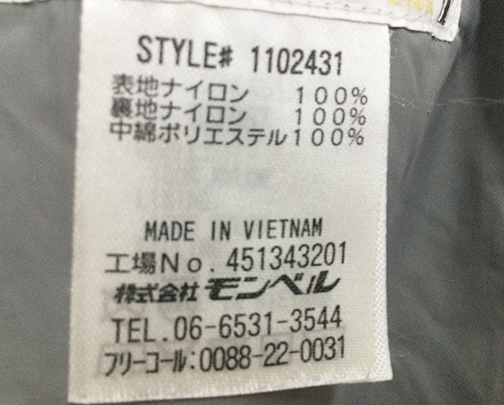 STYLE# 1102431
表地ナイロン 100%
裏地ナイロン 100%
中綿ポリエステル100%
MADE IN VIETNAM
工場No. 451343201
株式会社 モンベル
TEL. 06-6531-3544
フリーコール:0088-22-0031